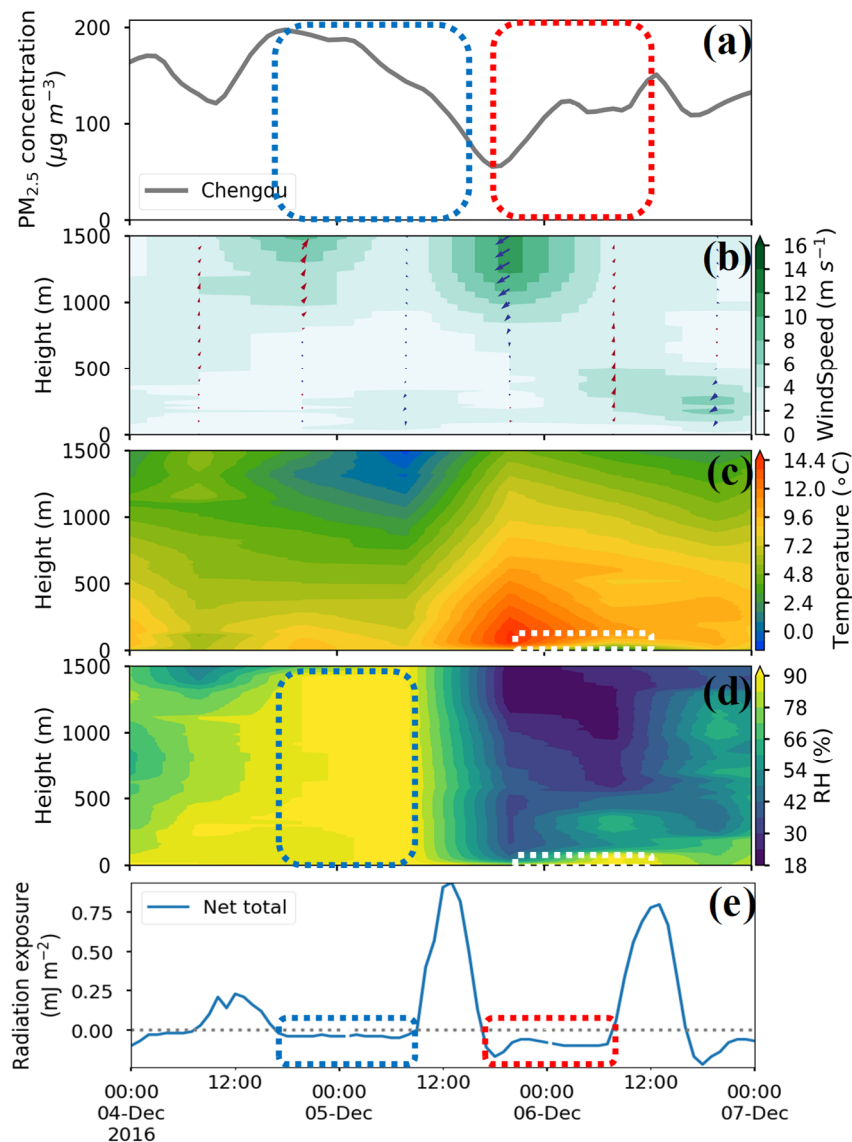 PM2.5 concentration
(μg m−3)
200
100
0
(a)
Chengdu
Height (m)
1500
1000
500
0
(b)
16
14
12
10
8
6
4
2
0
WindSpeed (m s−1)
Height (m)
1500
1000
500
0
(c)
14.4
12.0
9.6
7.2
4.8
2.4
0.0
Temperature (∘C)
Height (m)
1500
1000
500
0
(d)
90
78
66
54
42
30
18
RH (%)
Radiation exposure
(mJ m−2)
0.75
0.50
0.25
0.00
(e)
Net total
00:00 12:00 00:00 12:00 00:00 12:00 00:00
04-Dec 05-Dec 06-Dec 07-Dec
2016